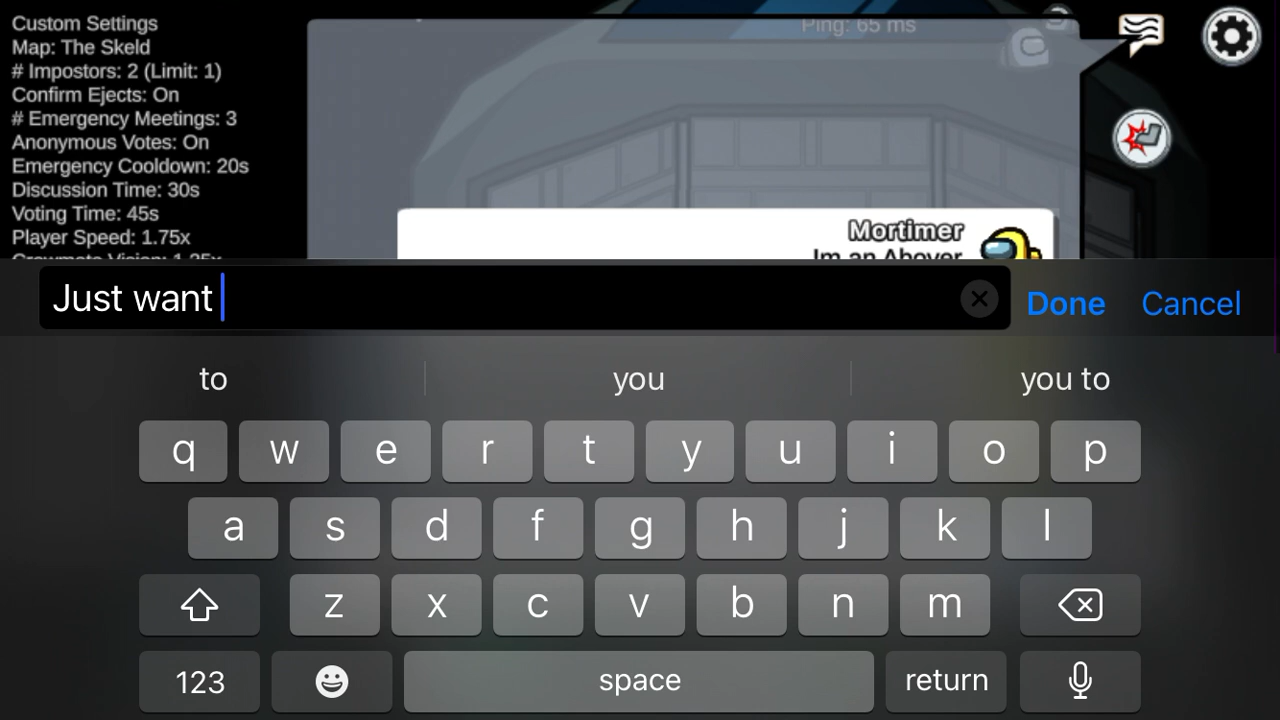 Custom Settings
Map: The Skeld
# Impostors: 2 (Limit: 1)
Confirm Ejects: On
# Emergency Meetings: 3
Anonymous Votes: On
Emergency Cooldown: 20s
Discussion Time: 30s
Voting Time: 45s
Player Speed: 1.75x
Ping: 65 ms
Mortimer
Im an
Just want
Done
Cancel
to
you
you to
q w e r t y u i o p
a s d f g h j k l
z x c v b n m
123
space
return